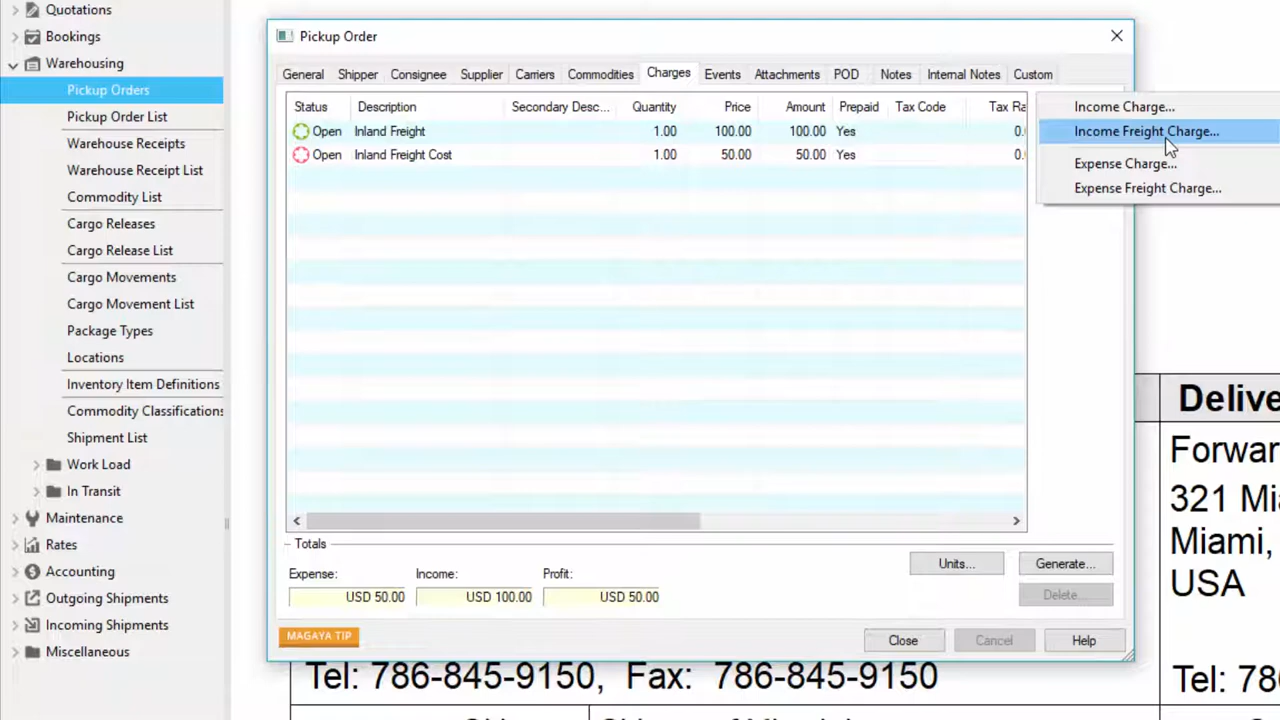 Quotations
Bookings
Warehousing
Pickup Orders
Pickup Order List
Warehouse Receipts
Warehouse Receipt List
Commodity List
Cargo Releases
Cargo Release List
Cargo Movements
Cargo Movement List
Package Types
Locations
Inventory Item Definitions
Commodity Classifications
Shipment List
Work Load
In Transit
Maintenance
Rates
Accounting
Outgoing Shipments
Incoming Shipments
Miscellaneous
Pickup Order
General Shipper Consignee Supplier Carriers Commodities Charges Events Attachments POD Notes Internal Notes Custom
Status Description Secondary Desc... Quantity Price Amount Prepaid Tax Code Tax Ra
Open Inland Freight 1.00 100.00 100.00 Yes 0.
Open Inland Freight Cost 1.00 50.00 50.00 Yes 0.
Income Charge...
Income Freight Charge...
Expense Charge...
Expense Freight Charge...
Totals
Expense: Income: Profit:
USD 50.00 USD 100.00 USD 50.00
Units... Generate...
Delete...
MAGAYA TIP
Close Cancel Help
Delive
Forwar
321 Mi
Miami,
USA
Tel: 786-845-9150, Fax: 786-845-9150
Tel: 786